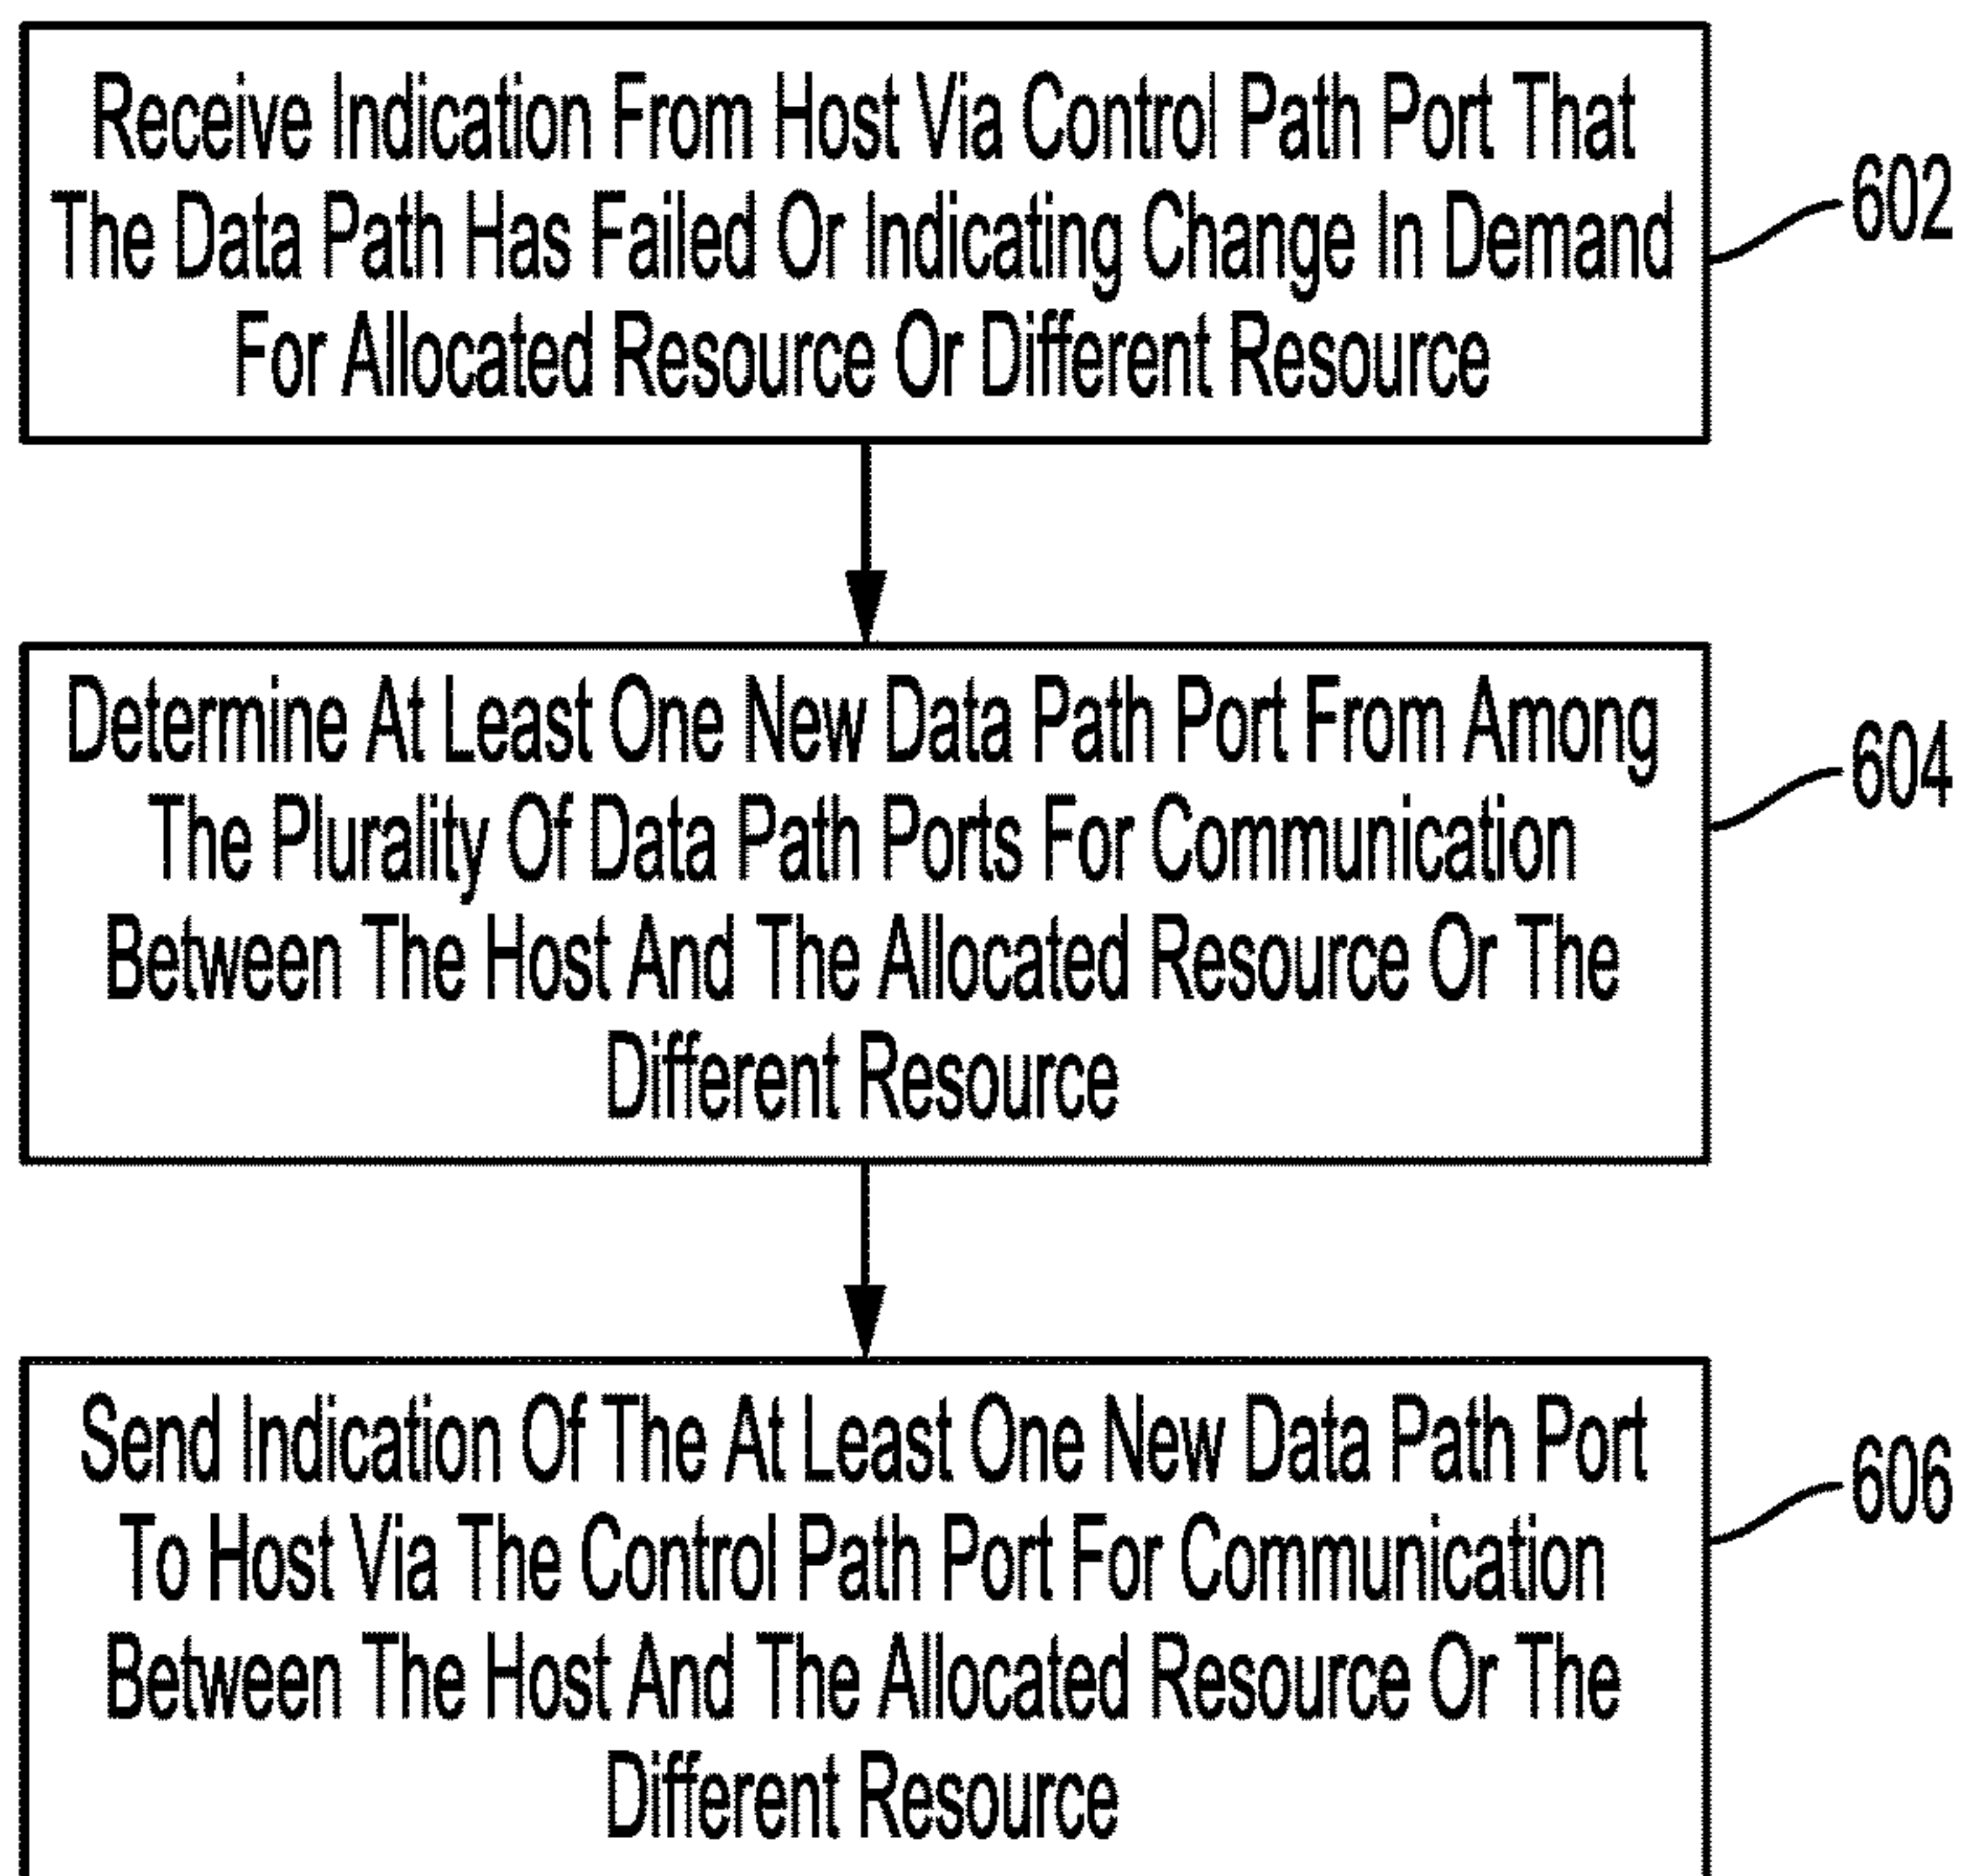 Receive Indication From Host Via Control Path Port That
The Data Path Has Failed Or Indicating Change In Demand
For Allocated Resource Or Different Resource
602
Determine At Least One New Data Path Port From Among
The Plurality Of Data Path Ports For Communication
Between The Host And The Allocated Resource Or The
Different Resource
604
Send Indication Of The At Least One New Data Path Port
To Host Via The Control Path Port For Communication
Between The Host And The Allocated Resource Or The
Different Resource
606